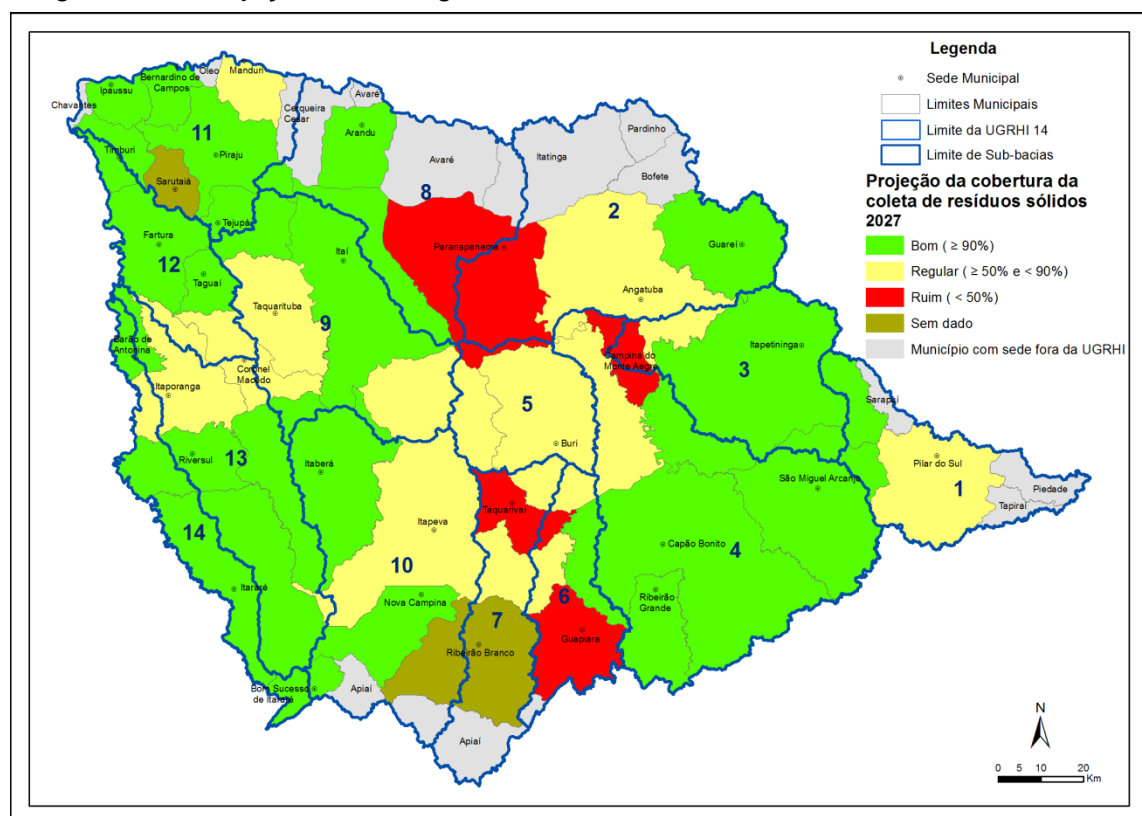 Legenda
Sede Municipal
Limites Municipais
Limite da UGRHI 14
Limite de Sub-bacias
Projeção da cobertura da
coleta de resíduos sólidos
2027
Bom ( ≥ 90%)
Regular ( ≥ 50% e < 90%)
Ruim ( < 50%)
Sem dado
Município com sede fora da UGRHI
Óleo
Manduri
Bernardino de
Campos
Ipaussu
Chavantes
Cerqueira
Cesar
Avaré
Arandu
11
Timburi
Piraju
Sarutaiá
Avaré
8
Itatinga
Pardinho
Bofete
2
Tejupá
Fartura
12
Taguaí
Itaí
Paranapanema
Guareí
Angatuba
Taquarituba
9
Barão de
Antonina
Coronel
Macedo
Itaporanga
Campina do
Monte Alegre
Itapetininga
3
Sarapuí
5
Buri
Riversul
13
Itaberá
Pilar do Sul
1
Piedade
Tapiraí
São Miguel Arcanjo
Taquarivaí
Itapeva
14
Capão Bonito
4
10
Itararé
Nova Campina
6
Ribeirão
Grande
7
Guapiara
Ribeirão Branco
Bom Sucesso
de Itararé
Apiaí
Apiaí
N
0 5 10 20
Km